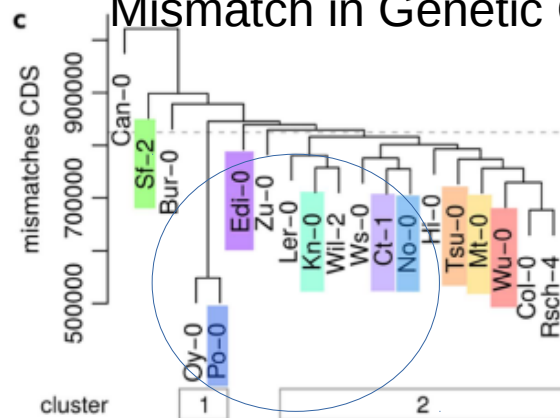 Mismatch in Genetic
c
mismatches CDS
900000
700000
500000
Can-0
Sf-2
Bur-0
Oy-0
Po-0
Edi-0
Zu-0
Ler-0
Kn-0
Wil-2
Ws-0
Ct-1
No-0
Hi-0
Tsu-0
Mt-0
Wu-0
Col-0
Rsch-4
cluster
1
2